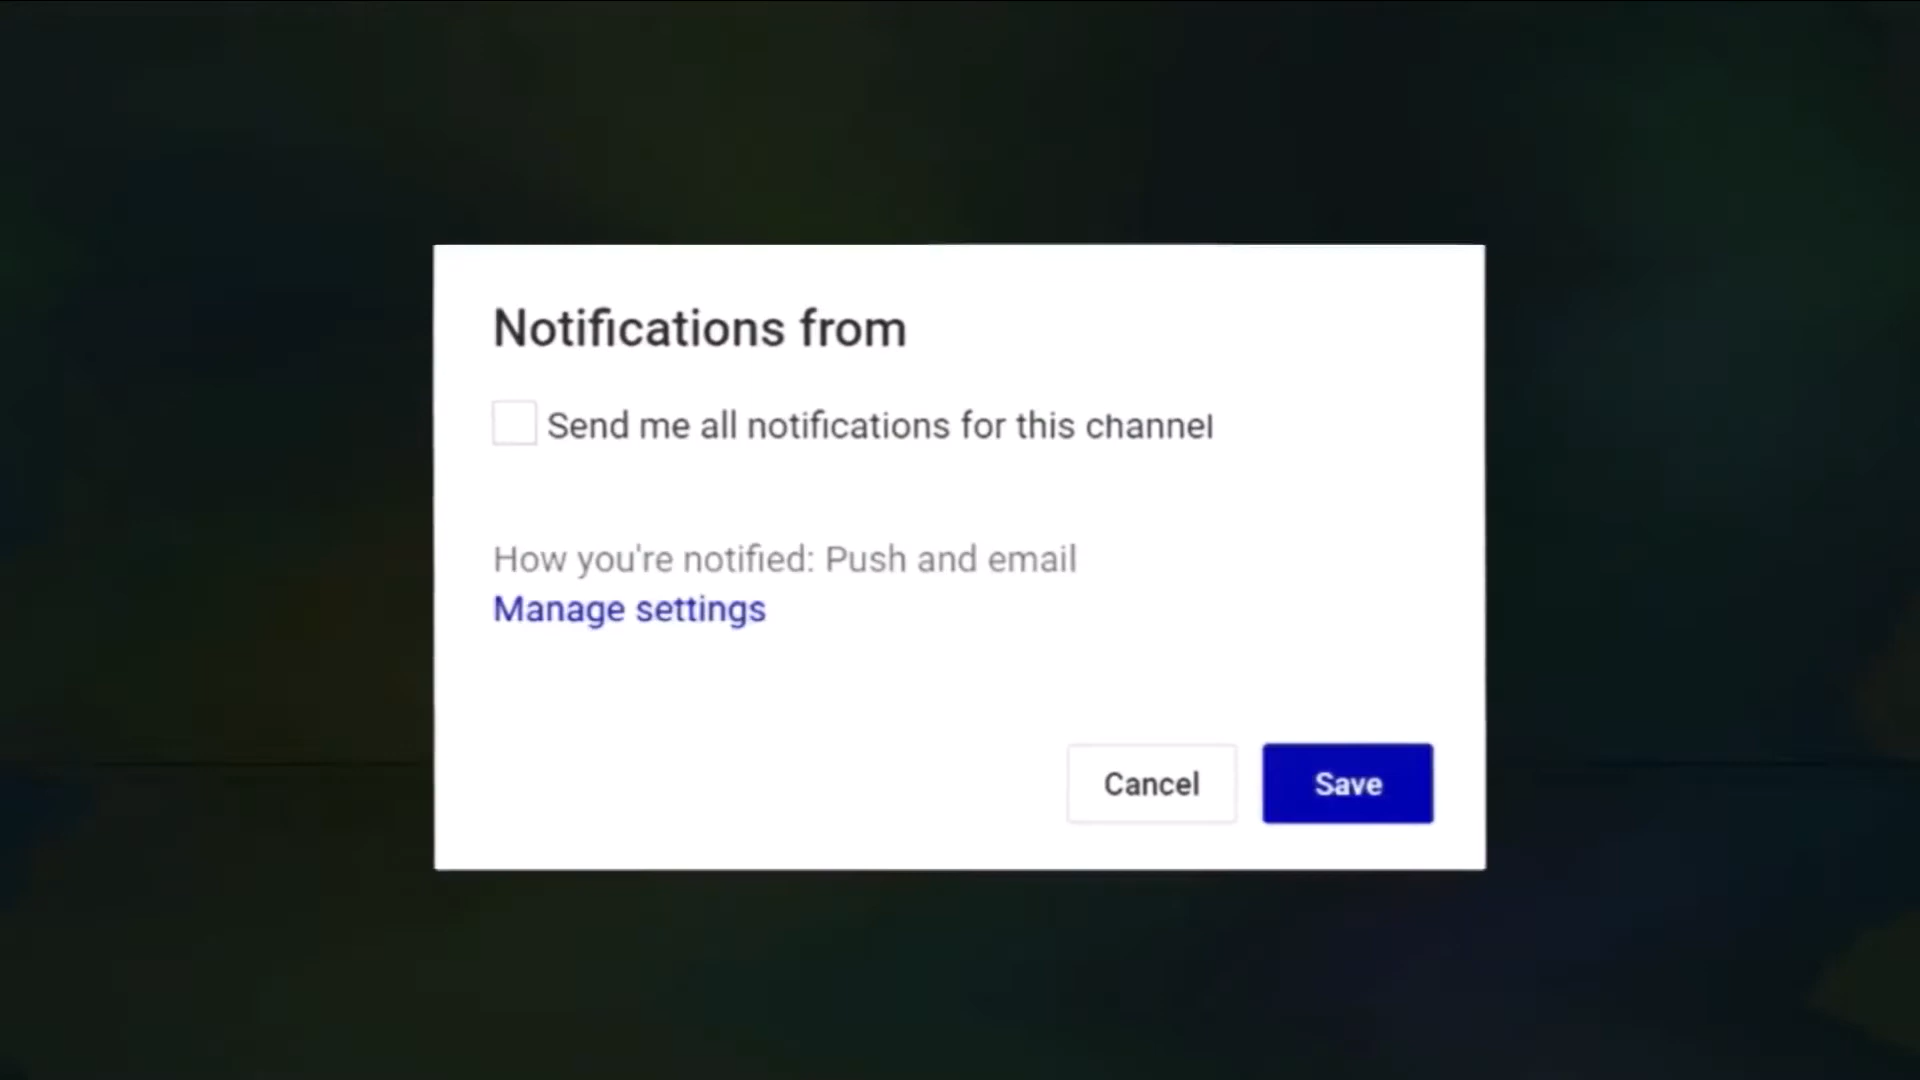 Notifications from
Send me all notifications for this channel
How you're notified: Push and email
Manage settings
Cancel
Save